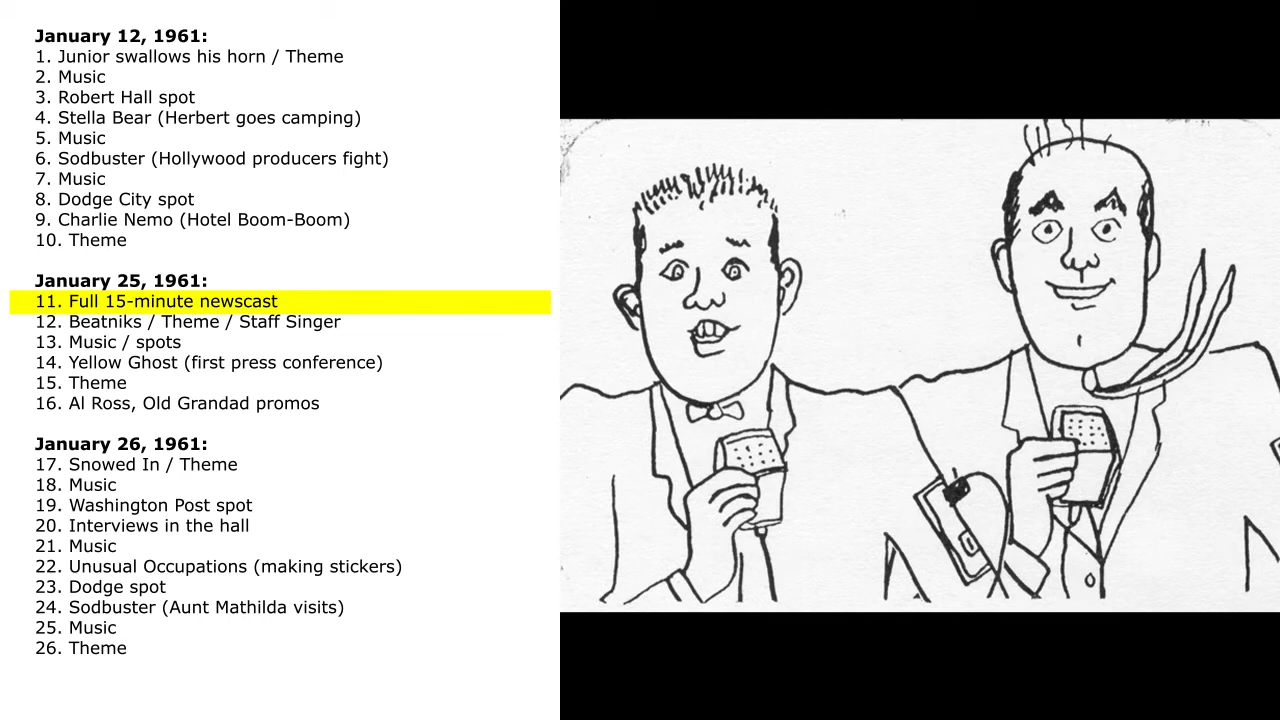 January 12, 1961:
1. Junior swallows his horn / Theme
2. Music
3. Robert Hall spot
4. Stella Bear (Herbert goes camping)
5. Music
6. Sodbuster (Hollywood producers fight)
7. Music
8. Dodge City spot
9. Charlie Nemo (Hotel Boom-Boom)
10. Theme
January 25, 1961:
11. Full 15-minute newscast
12. Beatniks / Theme / Staff Singer
13. Music / spots
14. Yellow Ghost (first press conference)
15. Theme
16. Al Ross, Old Grandad promos
January 26, 1961:
17. Snowed In / Theme
18. Music
19. Washington Post spot
20. Interviews in the hall
21. Music
22. Unusual Occupations (making stickers)
23. Dodge spot
24. Sodbuster (Aunt Mathilda visits)
25. Music
26. Theme